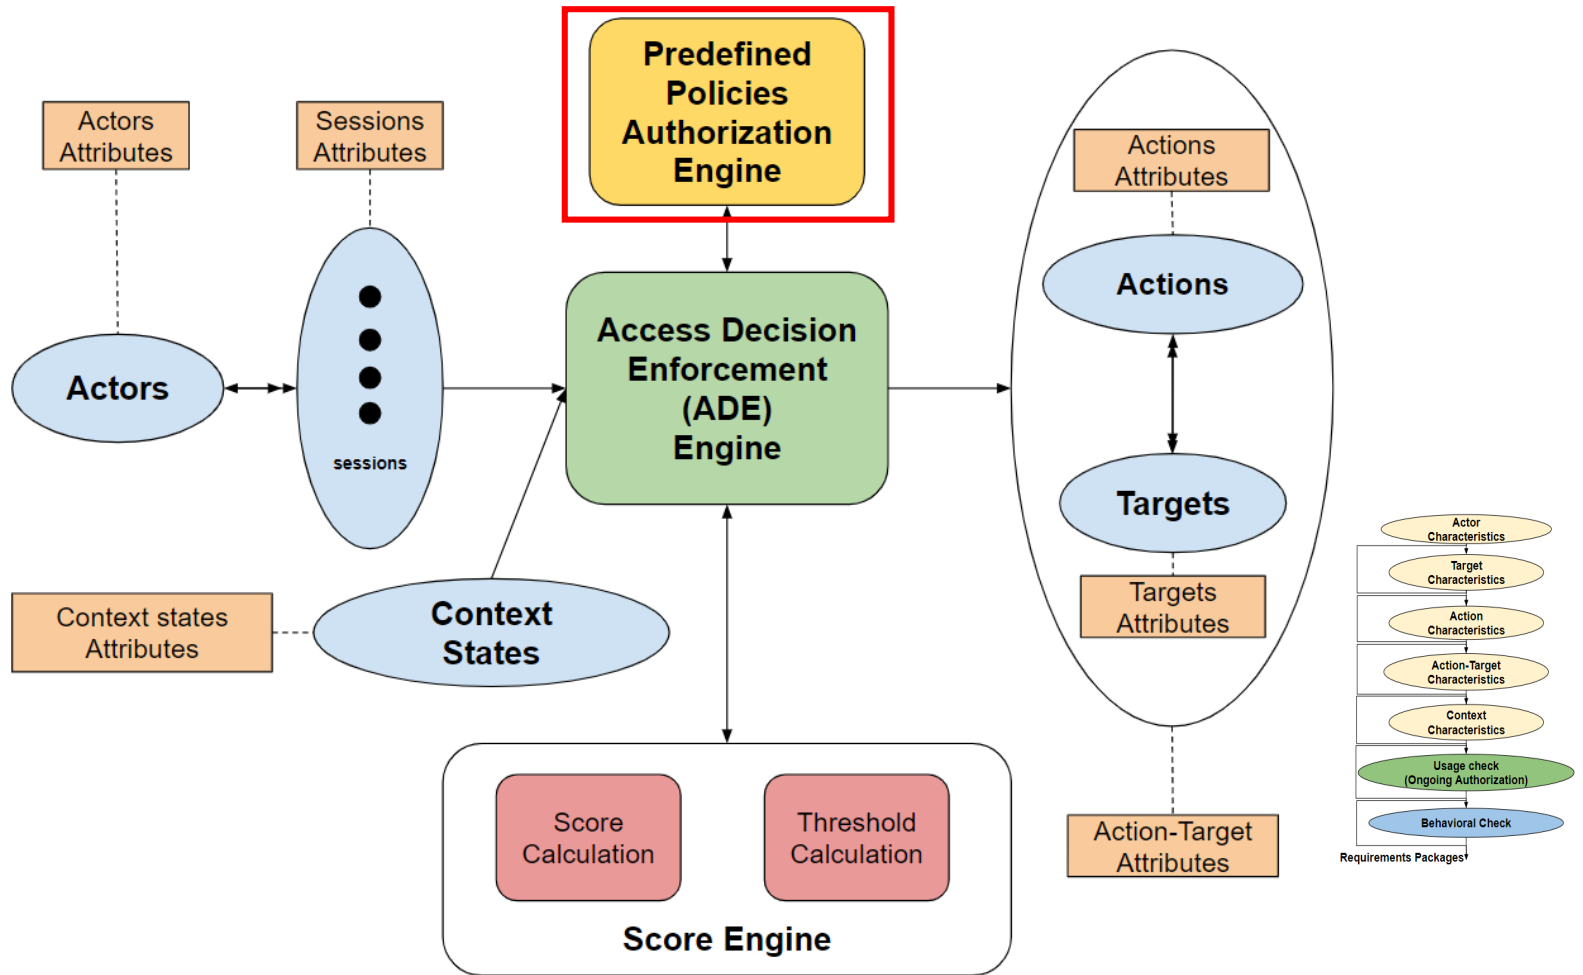 Predefined
Policies
Authorization
Engine
Actors
Attributes
Sessions
Attributes
Actions
Attributes
Actors
sessions
Access Decision
Enforcement
(ADE)
Engine
Actions
Targets
Targets
Attributes
Context states
Attributes
Context
States
Score
Calculation
Threshold
Calculation
Score Engine
Action-Target
Attributes
Actor
Characteristics
Target
Characteristics
Action
Characteristics
Action-Target
Characteristics
Context
Characteristics
Usage check
(Ongoing Authorization)
Behavioral Check
Requirements Packages